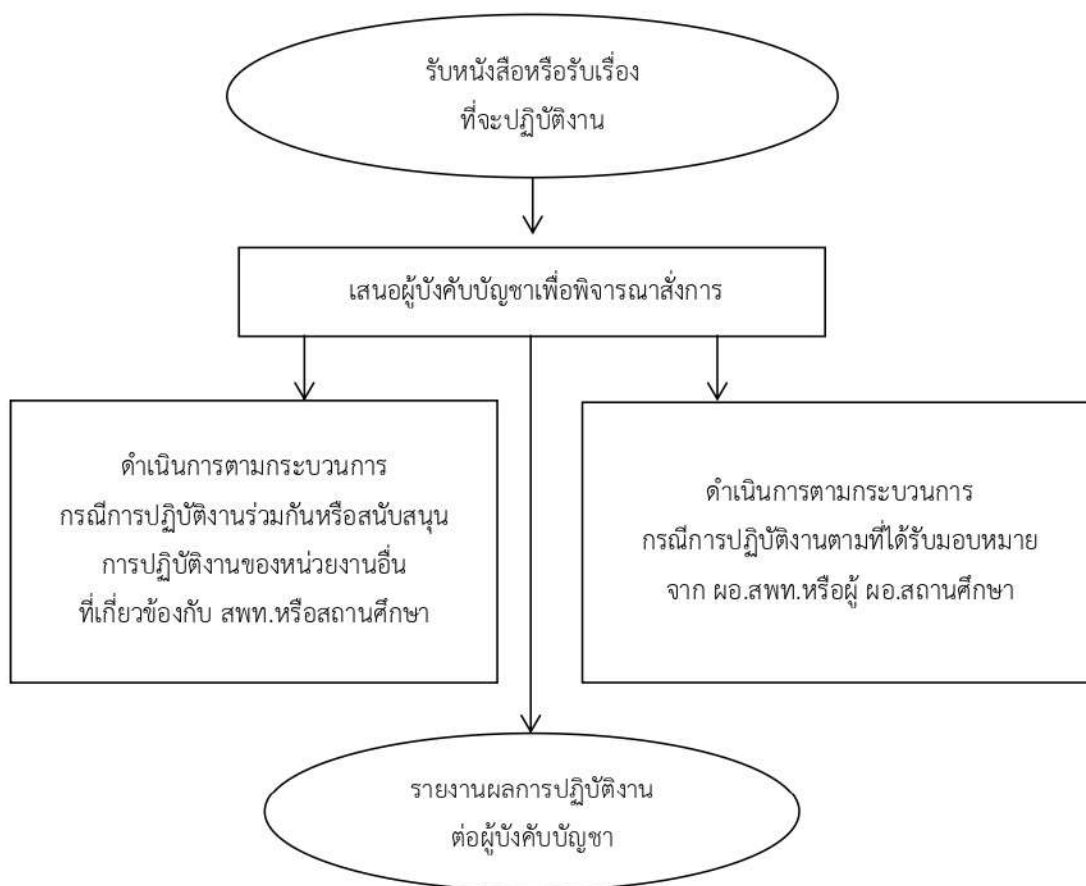 รับหนังสือหรือรับเรื่อง
ที่จะปฏิบัติงาน
เสนอผู้บังคับบัญชาเพื่อพิจารณาสั่งการ
ดำเนินการตามกระบวนการ
กรณีการปฏิบัติงานร่วมกันหรือสนับสนุน
การปฏิบัติงานของหน่วยงานอื่น
ที่เกี่ยวข้องกับ สพท.หรือสถานศึกษา
ดำเนินการตามกระบวนการ
กรณีการปฏิบัติงานตามที่ได้รับมอบหมาย
จาก ผอ.สพท.หรือผู้ ผอ.สถานศึกษา
รายงานผลการปฏิบัติงาน
ต่อผู้บังคับบัญชา